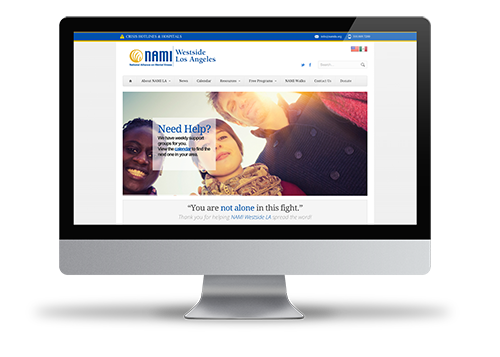 CRISIS HOTLINES & HOSPITALS
info@namila.org
NAMI
Westside
Los Angeles
National Alliance on Mental Illness
Search
About NAMI LA
News
Calendar
Resources
Free Programs
NAMI Walks
Contact Us
Donate
Need Help?
We have weekly support
groups for you.
View the calendar to find the
next one in your area.
“You are not alone in this fight.”
Thank you for helping NAMI Westside LA spread the word!